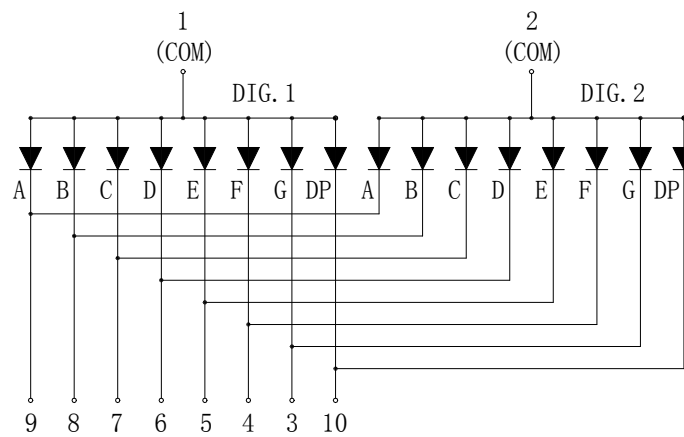 1 2
(COM) (COM)
DIG.1 DIG.2
A B C D E F G DP A B C D E F G DP
9 8 7 6 5 4 3 10